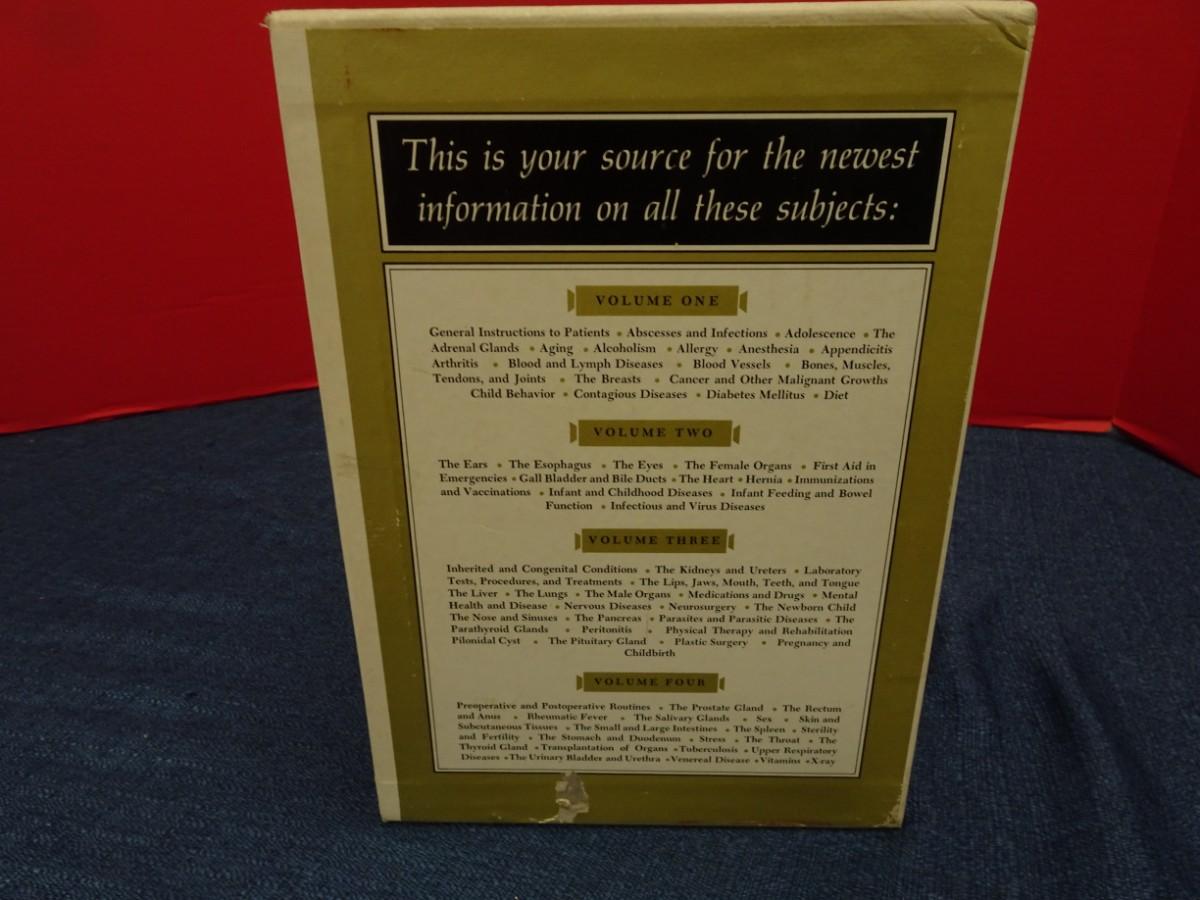 This is your source for the newest
information on all these subjects:
VOLUME ONE
General Instructions to Patients • Abscesses and Infections • Adolescence • The
Adrenal Glands • Aging • Alcoholism • Allergy • Anesthesia • Appendicitis
Arthritis • Blood and Lymph Diseases • Blood Vessels • Bones, Muscles,
Tendons, and Joints • The Breasts • Cancer and Other Malignant Growths
Child Behavior • Contagious Diseases • Diabetes Mellitus • Diet
VOLUME TWO
The Ears • The Esophagus • The Eyes • The Female Organs • First Aid in
Emergencies • Gall Bladder and Bile Ducts • The Heart • Hernia • Immunizations
and Vaccinations • Infant and Childhood Diseases • Infant Feeding and Bowel
Function • Infectious and Virus Diseases
VOLUME THREE
Inherited and Congenital Conditions • The Kidneys and Ureters • Laboratory
Tests, Procedures, and Treatments • The Lips, Jaws, Mouth, Teeth, and Tongue
The Liver • The Lungs • The Male Organs • Medications and Drugs • Mental
Health and Disease • Nervous Diseases • Neurosurgery • The Newborn Child
The Nose and Sinuses • The Pancreas • Parasites and Parasitic Diseases • The
Parathyroid Glands • Peritonitis • Physical Therapy and Rehabilitation
Pilonidal Cyst • The Pituitary Gland • Plastic Surgery • Pregnancy and
Childbirth
VOLUME FOUR
Preoperative and Postoperative Routines • The Prostate Gland • The Rectum
and Anus • Rheumatic Fever • The Salivary Glands • Sex • Skin and
Subcutaneous Tissues • The Small and Large Intestines • The Spleen • Sterility
and Fertility • The Stomach and Duodenum • Stress • The Throat • The
Thyroid Gland • Transplantation of Organs • Tuberculosis • Upper Respiratory
Diseases • The Urinary Bladder and Urethra • Venereal Disease • Vitamins • X-ray